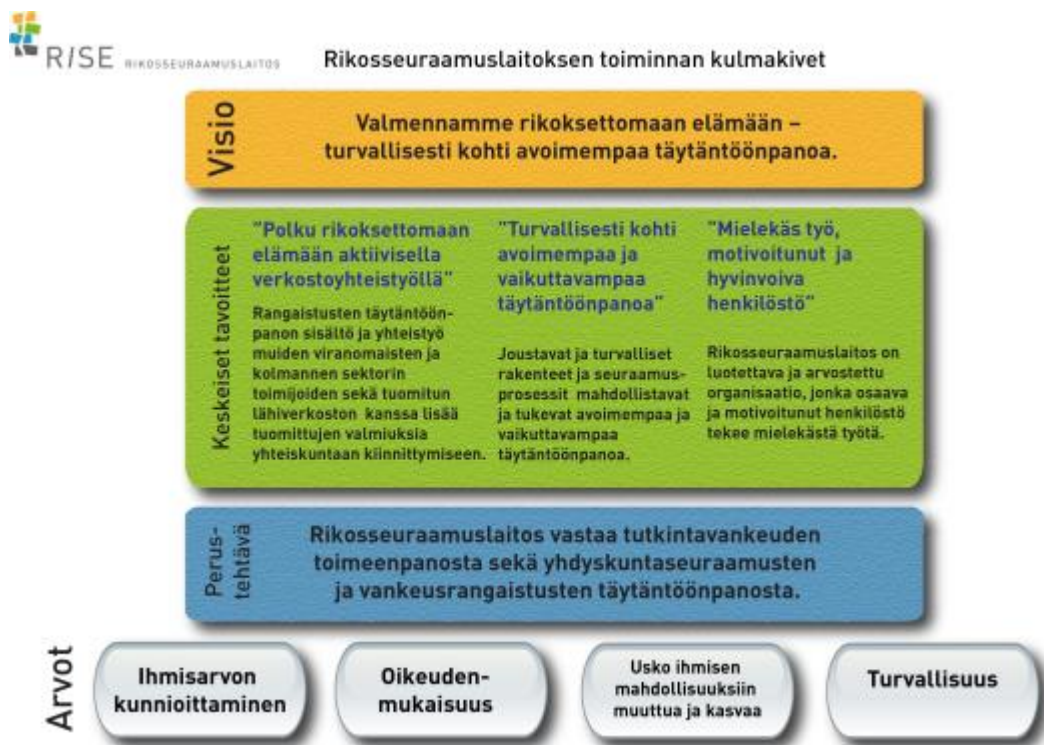 RISE RIKOSSEURAAMUSLAITOS
Rikosseuraamuslaitoksen toiminnan kulmakivet
Visio
Valmennamme rikoksettomaan elämään –
turvallisesti kohti avoimempaa täytäntöönpanoa.
Keskeiset tavoitteet
"Polku rikoksettomaan
elämään aktiivisella
verkostoyhteistyöllä"
Rangaistusten täytäntöön-
panon sisältö ja yhteistyö
muiden viranomaisten ja
kolmannen sektorin
toimijoiden sekä tuomitun
lähiverkoston kanssa lisää
tuomittujen valmiuksia
yhteiskuntaan kiinnittymiseen.
"Turvallisesti kohti
avoimempaa ja
vaikuttavampaa
täytäntöönpanoa"
Joustavat ja turvalliset
rakenteet ja seuraamus-
prosessit mahdollistavat
ja tukevat avoimempaa ja
vaikuttavampaa
täytäntöönpanoa.
"Mielekäs työ,
motivoitunut ja
hyvinvoiva
henkilöstö"
Rikosseuraamuslaitos on
luotettava ja arvostettu
organisaatio, jonka osaava
ja motivoitunut henkilöstö
tekee mielekästä työtä.
Perus-
tehtävä
Rikosseuraamuslaitos vastaa tutkintavankeuden
toimeenpanosta sekä yhdyskuntaseuraamusten
ja vankeusrangaistusten täytäntöönpanosta.
Arvot
Ihmisarvon
kunnioittaminen
Oikeuden-
mukaisuus
Usko ihmisen
mahdollisuuksiin
muuttua ja kasvaa
Turvallisuus